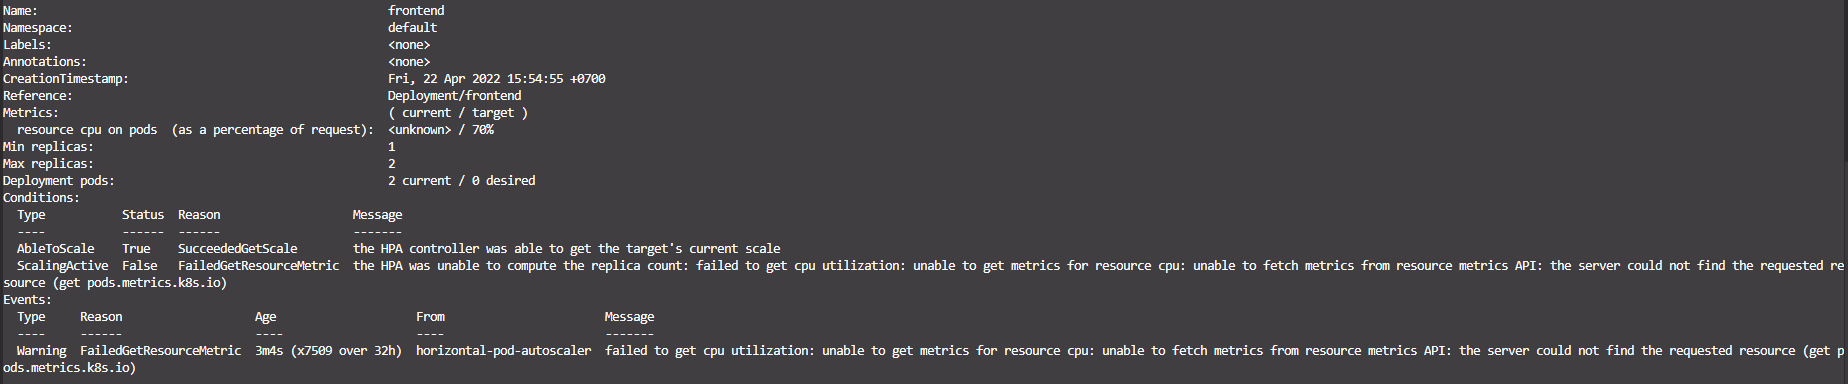 Name: frontend
Namespace: default
Labels: <none>
Annotations: <none>
CreationTimestamp: Fri, 22 Apr 2022 15:54:55 +0700
Reference: Deployment/frontend
Metrics: ( current / target )
  resource cpu on pods  (as a percentage of request):  <unknown> / 70%
Min replicas: 1
Max replicas: 2
Deployment pods: 2 current / 0 desired
Conditions:
  Type           Status  Reason                   Message
  ----           ------  ------                   -------
  AbleToScale    True    SucceededGetScale        the HPA controller was able to get the target's current scale
  ScalingActive  False   FailedGetResourceMetric  the HPA was unable to compute the replica count: failed to get cpu utilization: unable to get metrics for resource cpu: unable to fetch metrics from resource metrics API: the server could not find the requested re
source (get pods.metrics.k8s.io)
Events:
  Type     Reason                   Age                    From                       Message
  ----     ------                   ----                   ----                       -------
  Warning  FailedGetResourceMetric  3m4s (x7509 over 32h)  horizontal-pod-autoscaler  failed to get cpu utilization: unable to get metrics for resource cpu: unable to fetch metrics from resource metrics API: the server could not find the requested resource (get p
ods.metrics.k8s.io)